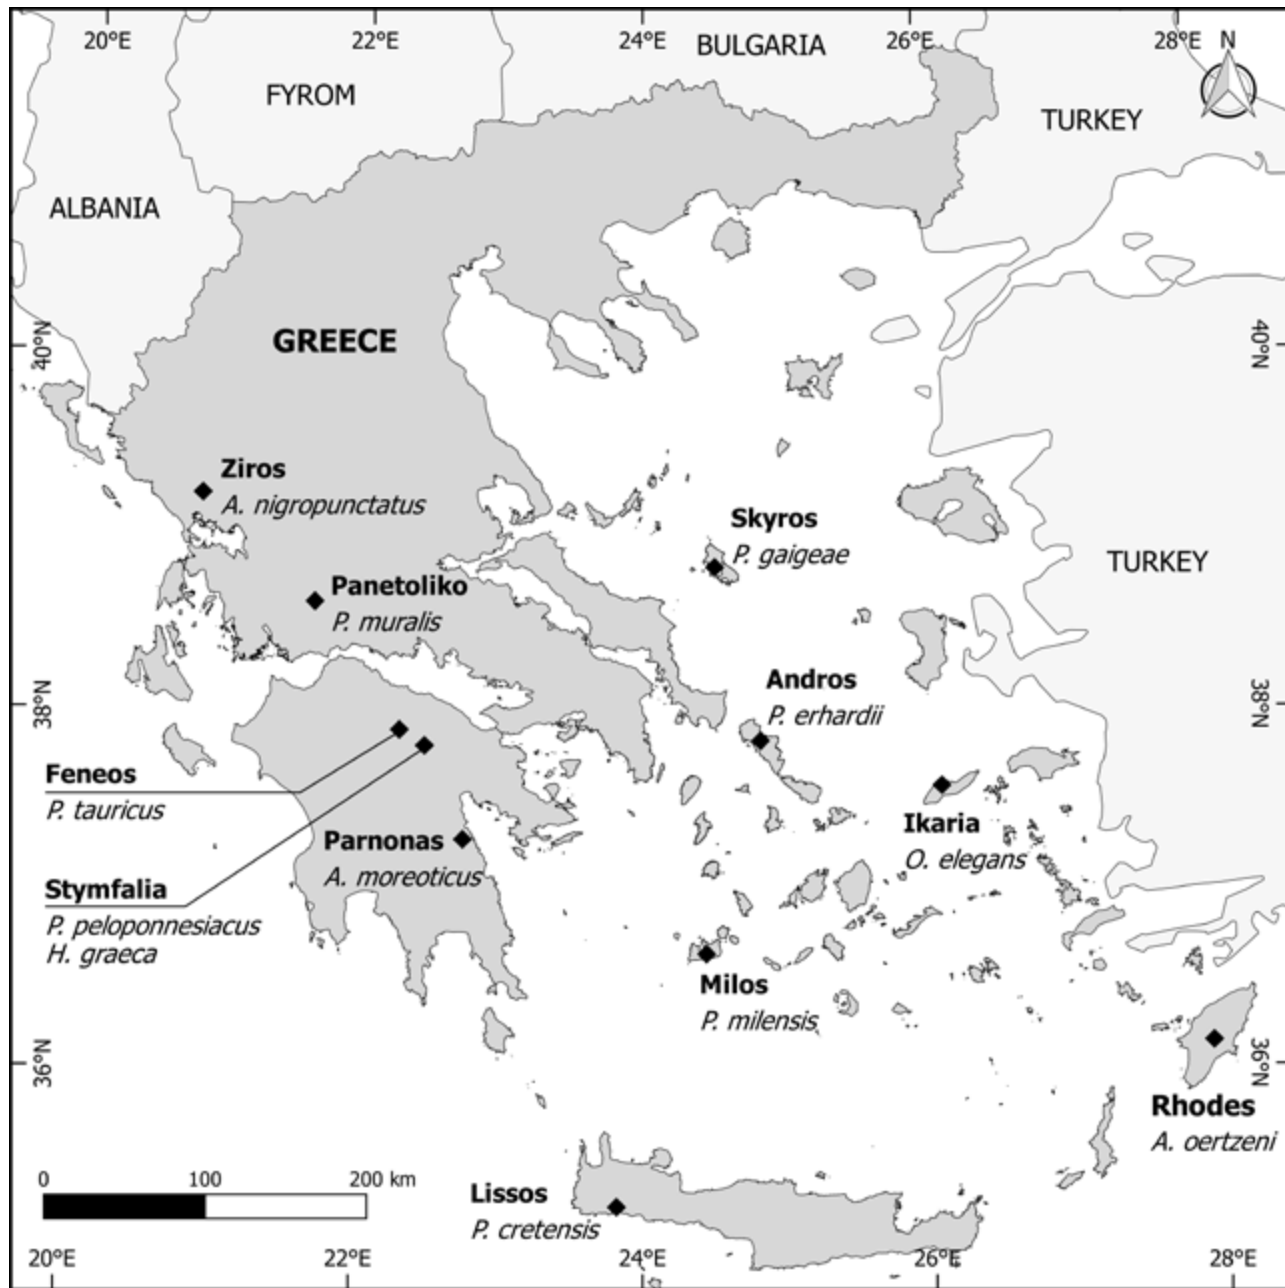 20°E 22°E 24°E 26°E 28°E
BULGARIA
N
FYROM
TURKEY
ALBANIA
40°N
GREECE
40°N
Ziros
A. nigropunctatus
Skyros
P. gaigeae
TURKEY
Panetoliko
P. muralis
38°N
Andros
P. erhardii
38°N
Feneos
P. tauricus
Ikaria
O. elegans
Parnonas
A. moreoticus
Stymfalia
P. peloponnesiacus
H. graeca
Milos
P. milensis
36°N
36°N
Rhodes
A. oertzeni
0 100 200 km
Lissos
P. cretensis
20°E 22°E 24°E 26°E 28°E